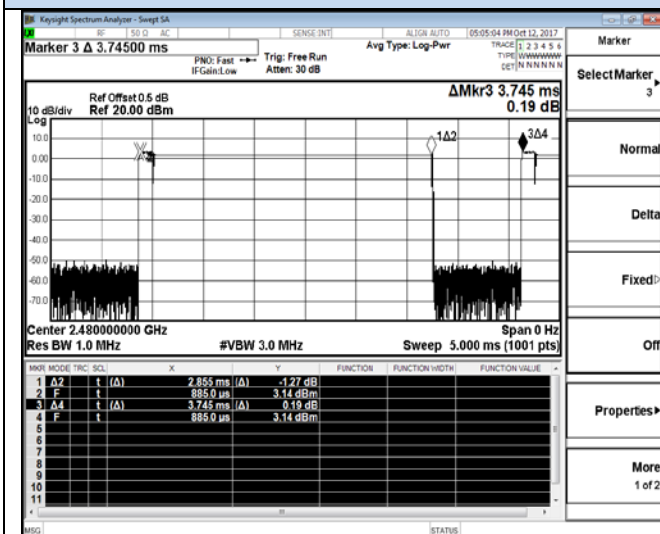 Keysight Spectrum Analyzer - Swept SA
RF 50 Ω AC SENSE:INT ALIGN AUTO 05:05:04 PM Oct 12, 2017
Marker 3 Δ 3.74500 ms
PNO: Fast
IFGain:Low
Trig: Free Run
Atten: 30 dB
Avg Type: Log-Pwr
TRACE 1 2 3 4 5 6
TYPE WWWWWW
DET N N N N N N
Ref Offset 0.5 dB
Ref 20.00 dBm
10 dB/div
Log
ΔMkr3 3.745 ms
0.19 dB
1Δ2
3Δ4
10.0
0.00
-10.0
-20.0
-30.0
-40.0
-50.0
-60.0
-70.0
Center 2.480000000 GHz Span 0 Hz
Res BW 1.0 MHz #VBW 3.0 MHz Sweep 5.000 ms (1001 pts)
MKR MODE TRC SCL X Y FUNCTION FUNCTION WIDTH FUNCTION VALUE
1 Δ2 t (Δ) 2.855 ms (Δ) -1.27 dB
2 F t 885.0 µs 3.14 dBm
3 Δ4 t (Δ) 3.745 ms (Δ) 0.19 dB
4 F t 885.0 µs 3.14 dBm
5
6
7
8
9
10
11
MSG STATUS
Marker
Select Marker
3
Normal
Delta
Fixed
Off
Properties
More
1 of 2